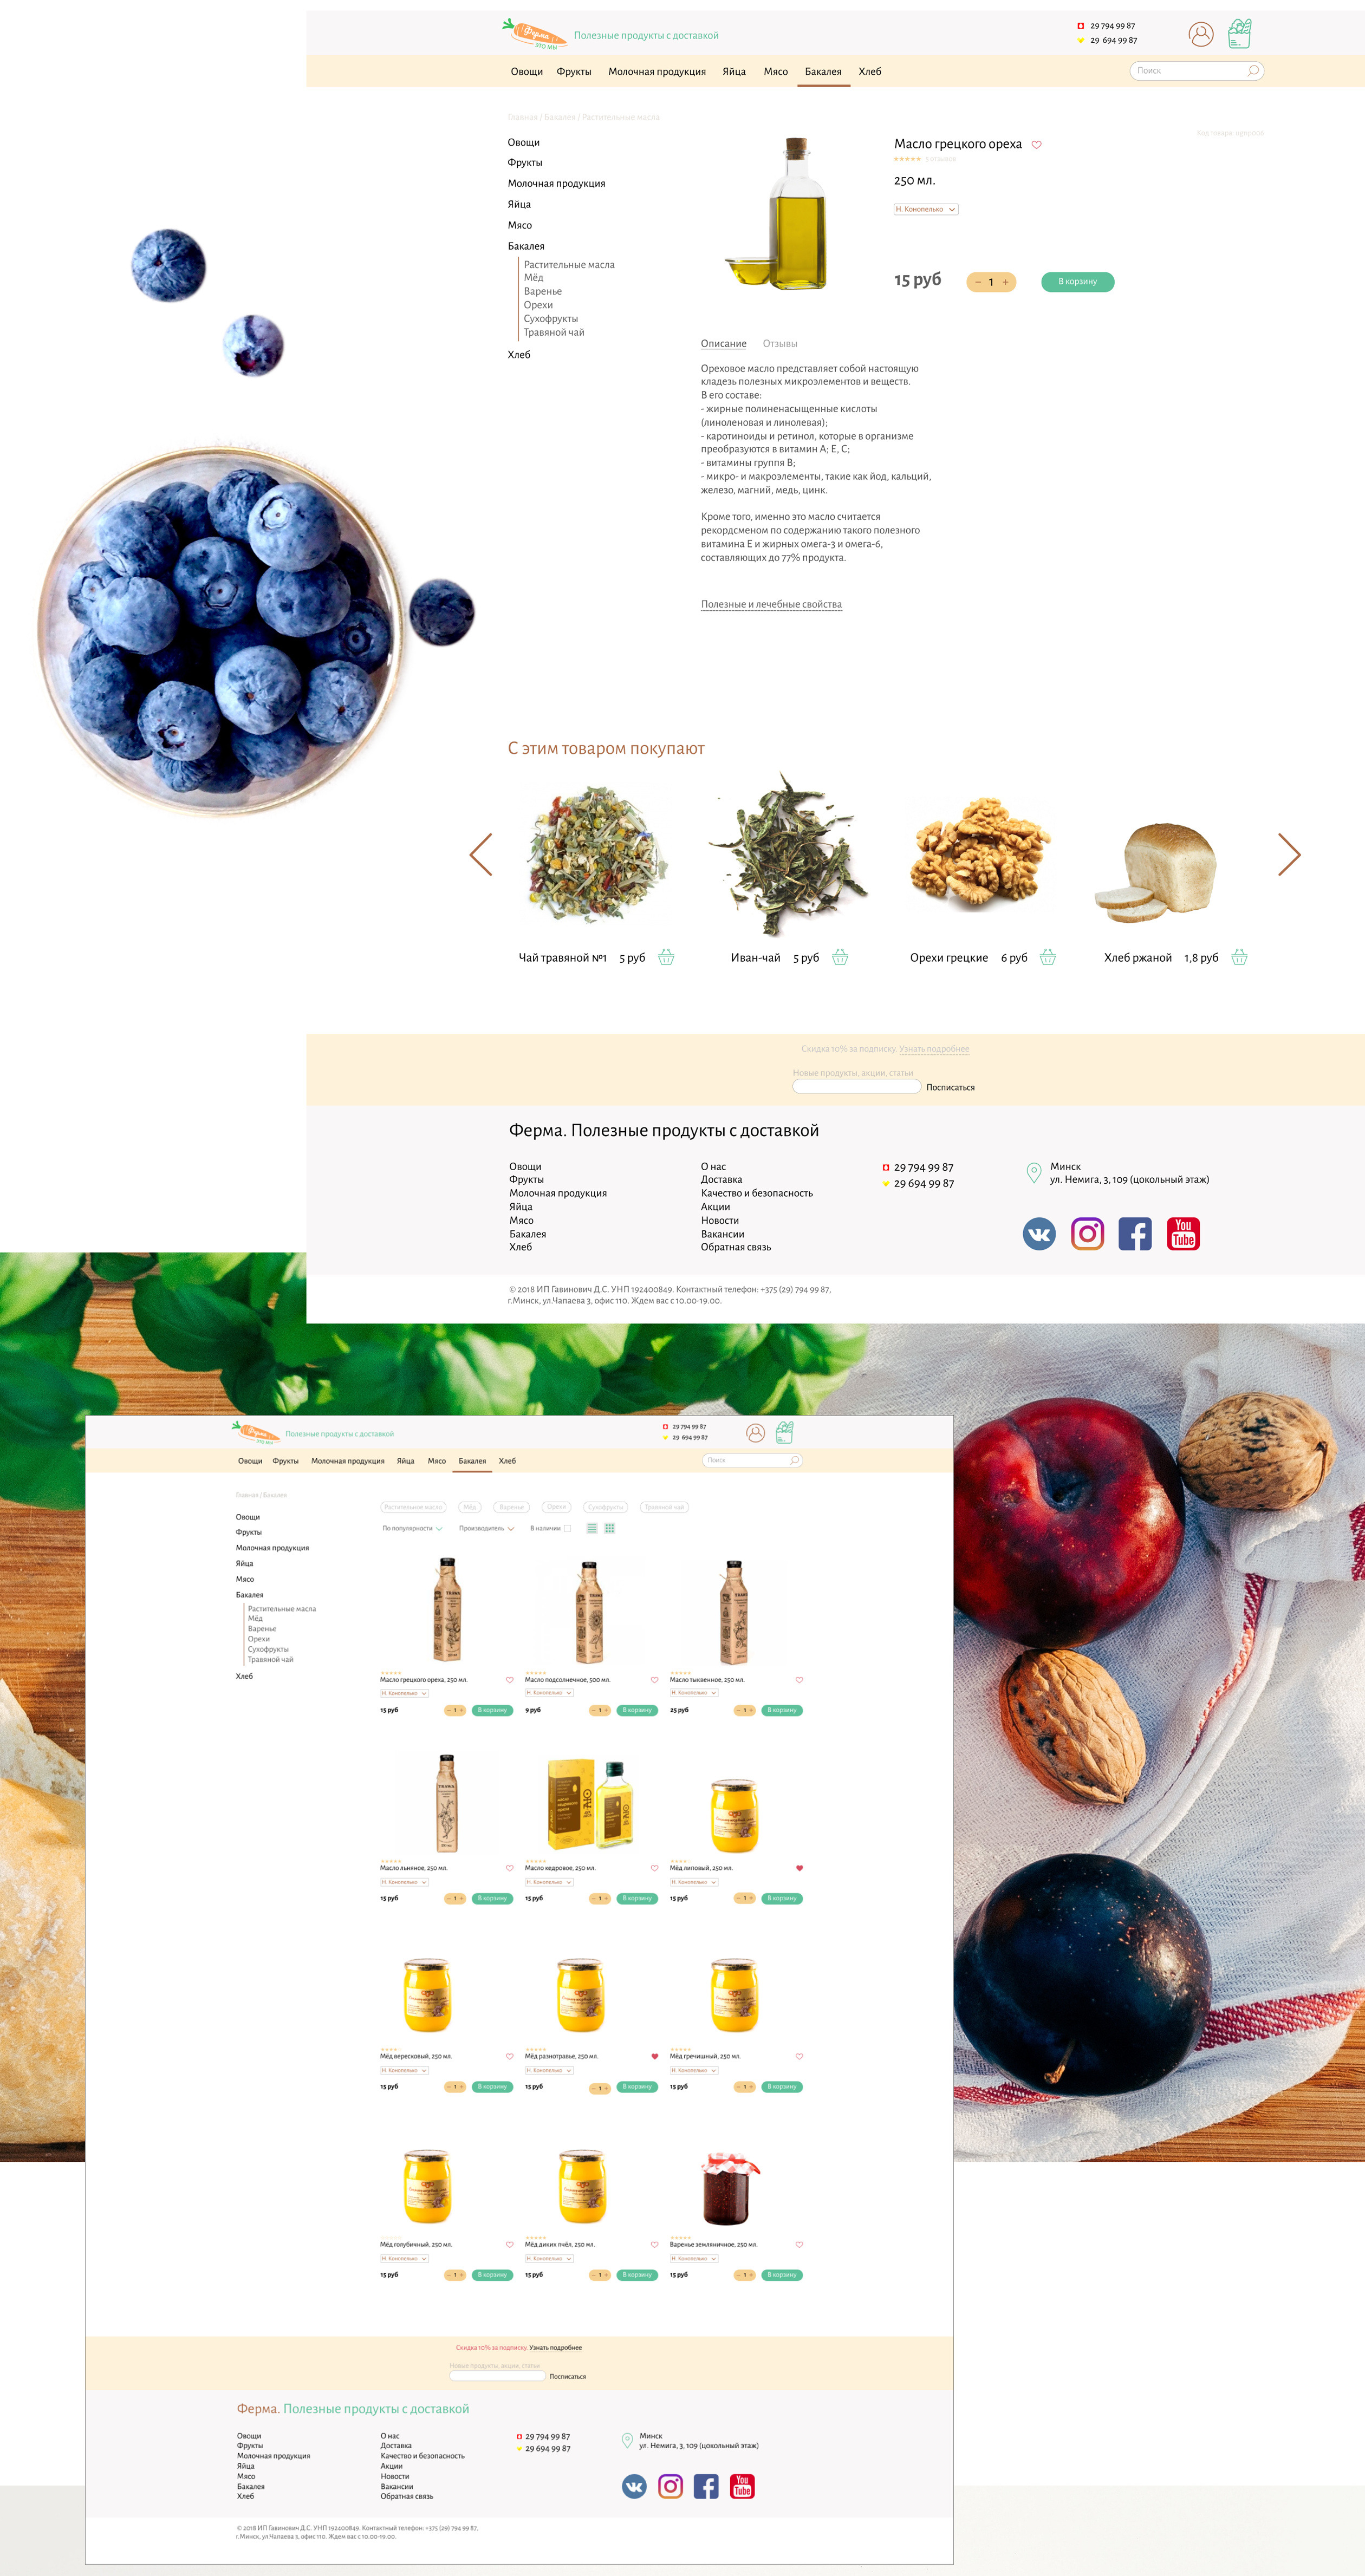 Ферма
это мы
Полезные продукты с доставкой
29 794 99 87
29 694 99 87
Овощи Фрукты Молочная продукция Яйца Мясо Бакалея Хлеб
Поиск
Главная / Бакалея / Растительные масла
Овощи
Фрукты
Молочная продукция
Яйца
Мясо
Бакалея
Растительные масла
Мёд
Варенье
Орехи
Сухофрукты
Травяной чай
Хлеб
Масло грецкого ореха
250 мл.
Н. Конопелько
15 руб
− 1 +
В корзину
Описание Отзывы
Ореховое масло представляет собой настоящую
кладезь полезных микроэлементов и веществ.
В его составе:
- жирные полиненасыщенные кислоты
(линоленовая и линолевая);
- каротиноиды и ретинол, которые в организме
преобразуются в витамин А; Е, С;
- витамины группя В;
- микро- и макроэлементы, такие как йод, кальций,
железо, магний, медь, цинк.
Кроме того, именно это масло считается
рекордсменом по содержанию такого полезного
витамина Е и жирных омега-3 и омега-6,
составляющих до 77% продукта.
Полезные и лечебные свойства
С этим товаром покупают
Чай травяной №1 5 руб
Иван-чай 5 руб
Орехи грецкие 6 руб
Хлеб ржаной 1,8 руб
Скидка 10% за подписку. Узнать подробнее
Новые продукты, акции, статьи
Посписаться
Ферма. Полезные продукты с доставкой
Овощи
Фрукты
Молочная продукция
Яйца
Мясо
Бакалея
Хлеб
О нас
Доставка
Качество и безопасность
Акции
Новости
Вакансии
Обратная связь
29 794 99 87
29 694 99 87
Минск
ул. Немига, 3, 109 (цокольный этаж)
You
Tube
© 2018 ИП Гавинович Д.С. УНП 192400849. Контактный телефон: +375 (29) 794 99 87,
г.Минск, ул.Чапаева 3, офис 110. Ждем вас с 10.00-19.00.
Ферма
это мы
Полезные продукты с доставкой
29 794 99 87
29 694 99 87
Овощи Фрукты Молочная продукция Яйца Мясо Бакалея Хлеб
Поиск
Главная / Бакалея
Овощи
Фрукты
Молочная продукция
Яйца
Мясо
Бакалея
Растительные масла
Мёд
Варенье
Орехи
Сухофрукты
Травяной чай
Хлеб
Растительное масло Мёд Варенье Орехи Сухофрукты Травяной чай
По популярности Производитель В наличии
Масло грецкого ореха, 250 мл. Масло подсолнечное, 500 мл. Масло тыквенное, 250 мл.
Н. Конопелько Н. Конопелько Н. Конопелько
15 руб − 1 + В корзину 9 руб − 1 + В корзину 25 руб − 1 + В корзину
Масло льняное, 250 мл. Масло кедровое, 250 мл. Мёд липовый, 250 мл.
Н. Конопелько Н. Конопелько Н. Конопелько
15 руб − 1 + В корзину 15 руб − 1 + В корзину 15 руб − 1 + В корзину
Мёд вересковый, 250 мл. Мёд разнотравье, 250 мл. Мёд гречишный, 250 мл.
Н. Конопелько Н. Конопелько Н. Конопелько
15 руб − 1 + В корзину 15 руб − 1 + В корзину 15 руб − 1 + В корзину
Мёд голубичный, 250 мл. Мёд диких пчёл, 250 мл. Варенье земляничное, 250 мл.
Н. Конопелько Н. Конопелько Н. Конопелько
15 руб − 1 + В корзину 15 руб − 1 + В корзину 15 руб − 1 + В корзину
Скидка 10% за подписку. Узнать подробнее
Новые продукты, акции, статьи
Посписаться
Ферма. Полезные продукты с доставкой
Овощи
Фрукты
Молочная продукция
Яйца
Мясо
Бакалея
Хлеб
О нас
Доставка
Качество и безопасность
Акции
Новости
Вакансии
Обратная связь
29 794 99 87
29 694 99 87
Минск
ул. Немига, 3, 109 (цокольный этаж)
You
Tube
© 2018 ИП Гавинович Д.С. УНП 192400849. Контактный телефон: +375 (29) 794 99 87,
г.Минск, ул.Чапаева 3, офис 110. Ждем вас с 10.00-19.00.